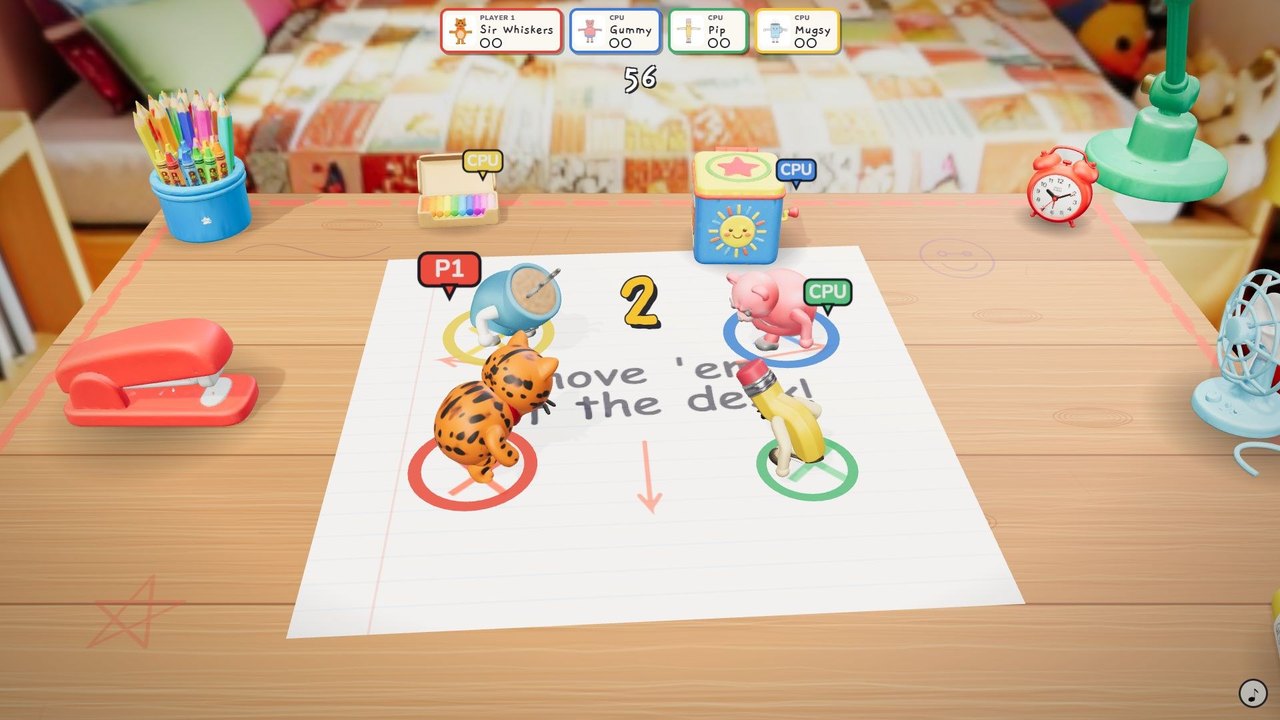 PLAYER 1
Sir Whiskers
CPU
Gummy
CPU
Pip
CPU
Mugsy
56
CPU
CPU
P1
2
CPU
'em
the desk!